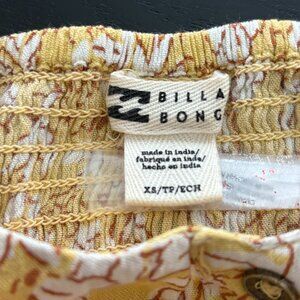 BILLA
BONG
made in india/
fabriqué en inde/
hecho en india
XS/TP/ECH